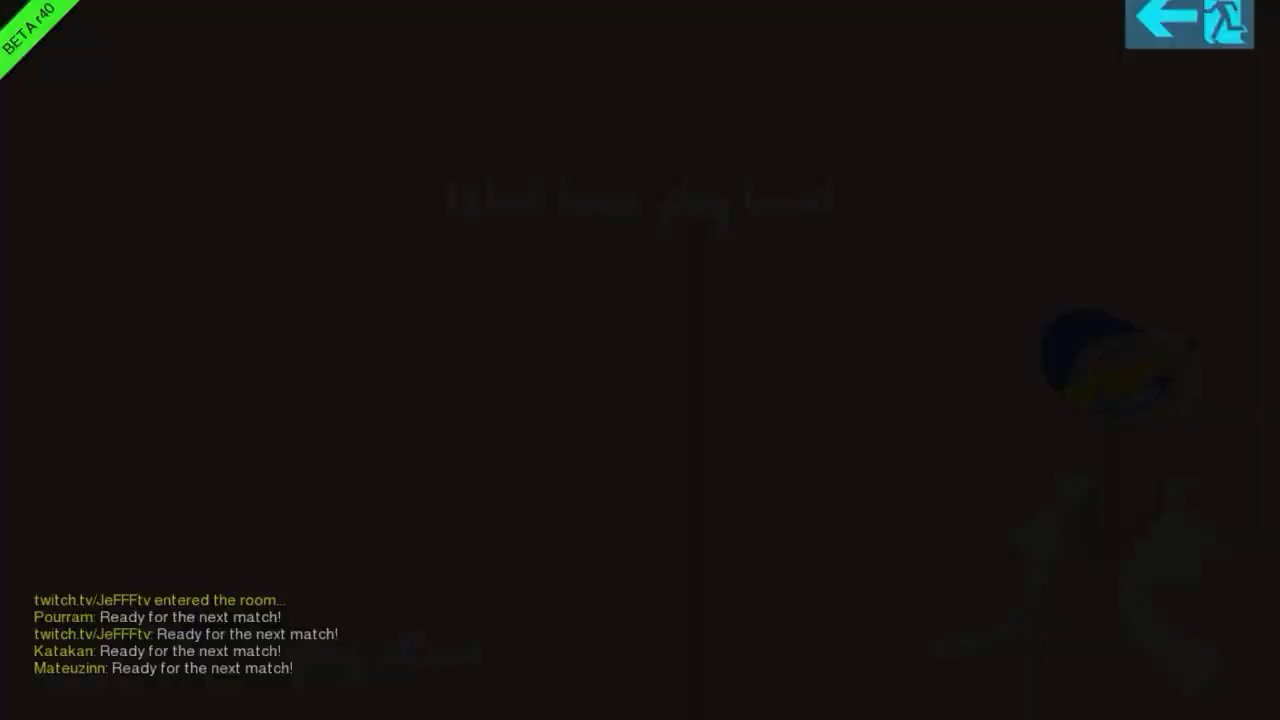 BETA r40
twitch.tv/JeFFFtv entered the room...
Pourram: Ready for the next match!
twitch.tv/JeFFFtv: Ready for the next match!
Katakan: Ready for the next match!
Mateuzinn: Ready for the next match!